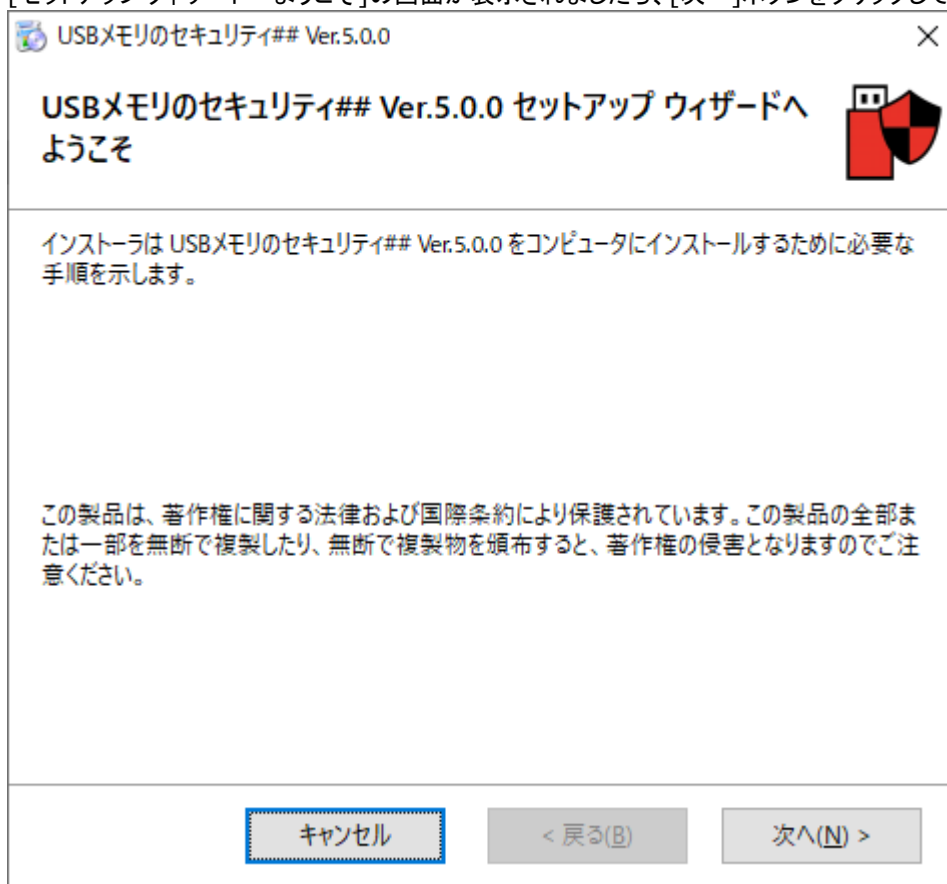 USBメモリのセキュリティ## Ver.5.0.0
USBメモリのセキュリティ## Ver.5.0.0 セットアップ ウィザードへ
ようこそ
インストーラは USBメモリのセキュリティ## Ver.5.0.0 をコンピュータにインストールするために必要な
手順を示します。
この製品は、著作権に関する法律および国際条約により保護されています。この製品の全部ま
たは一部を無断で複製したり、無断で複製物を頒布すると、著作権の侵害となりますのでご注
意ください。
キャンセル
< 戻る(B)
次へ(N) >